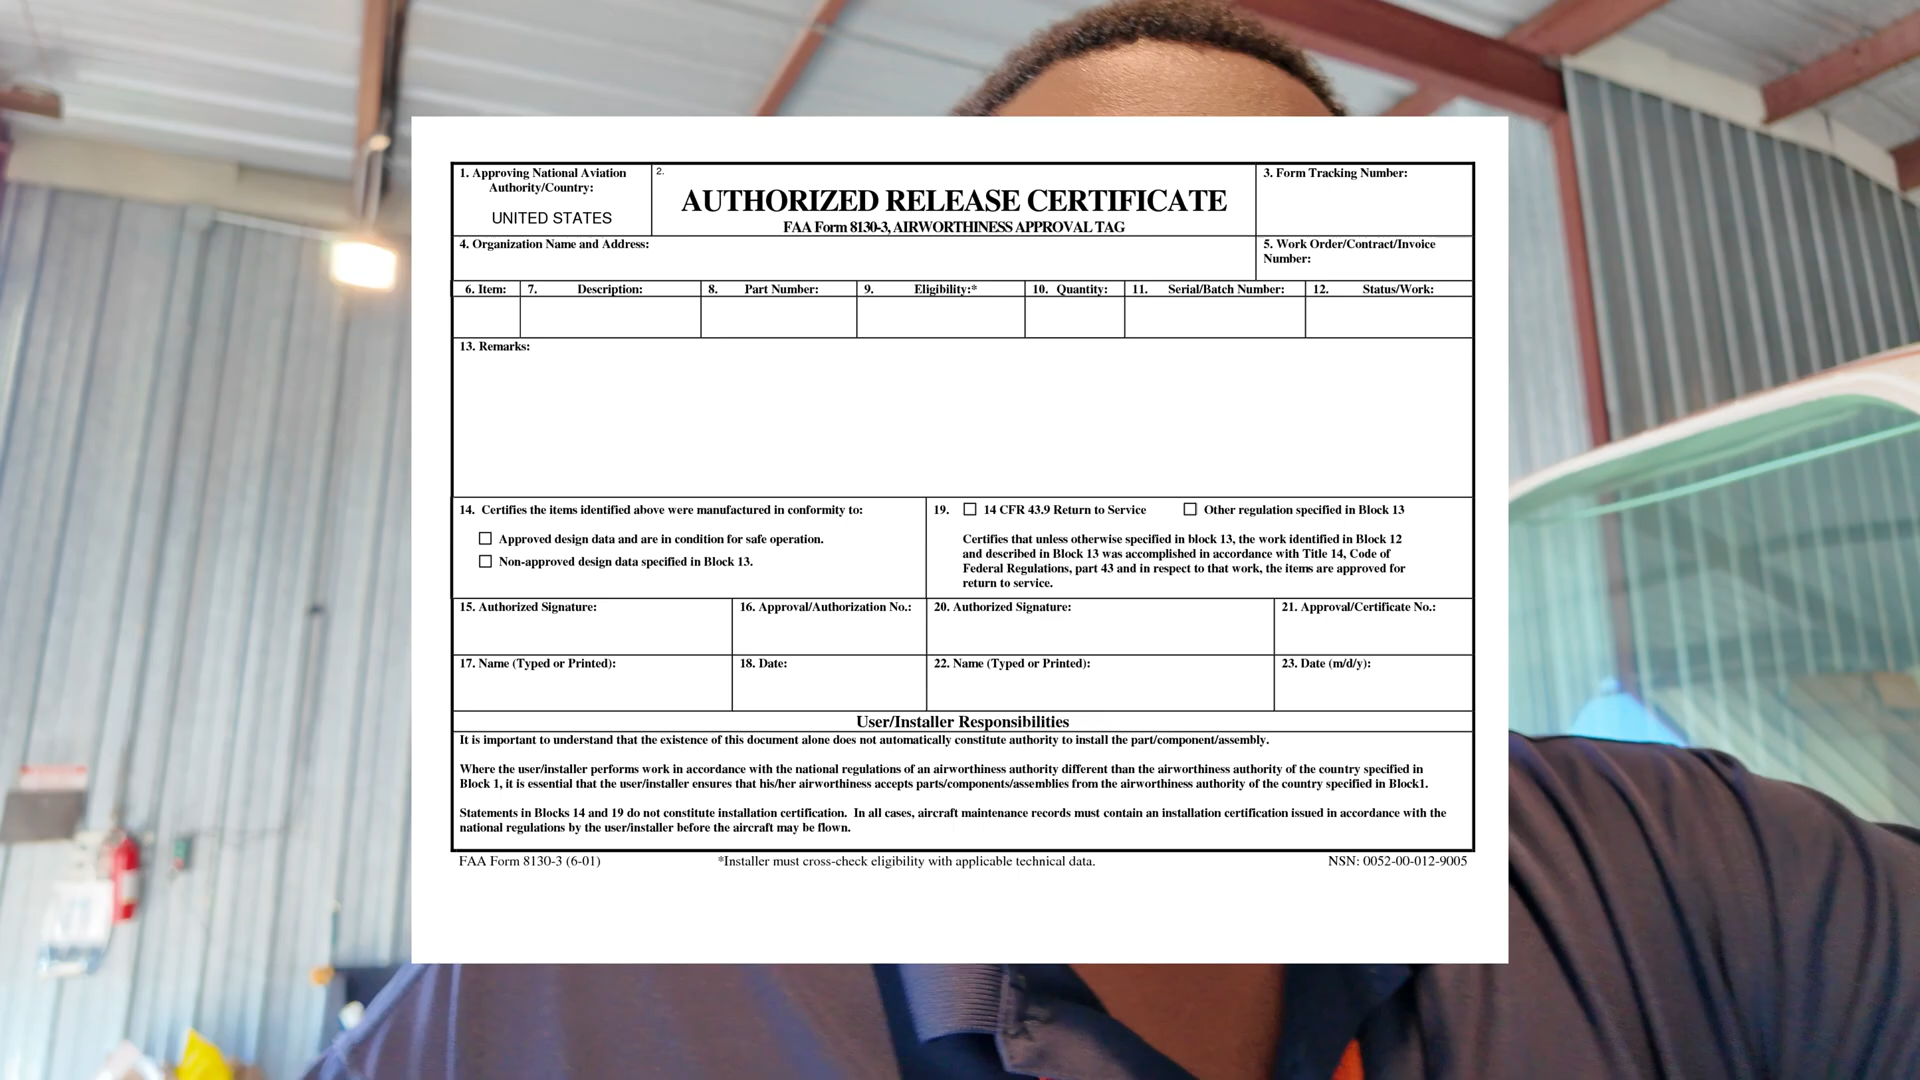 1. Approving National Aviation
Authority/Country:
UNITED STATES
2.
AUTHORIZED RELEASE CERTIFICATE
FAA Form 8130-3, AIRWORTHINESS APPROVAL TAG
3. Form Tracking Number:
4. Organization Name and Address:
5. Work Order/Contract/Invoice
Number:
6. Item:
7. Description:
8. Part Number:
9. Eligibility:*
10. Quantity:
11. Serial/Batch Number:
12. Status/Work:
13. Remarks:
14. Certifies the items identified above were manufactured in conformity to:
Approved design data and are in condition for safe operation.
Non-approved design data specified in Block 13.
19. 14 CFR 43.9 Return to Service Other regulation specified in Block 13
Certifies that unless otherwise specified in block 13, the work identified in Block 12
and described in Block 13 was accomplished in accordance with Title 14, Code of
Federal Regulations, part 43 and in respect to that work, the items are approved for
return to service.
15. Authorized Signature:
16. Approval/Authorization No.:
20. Authorized Signature:
21. Approval/Certificate No.:
17. Name (Typed or Printed):
18. Date:
22. Name (Typed or Printed):
23. Date (m/d/y):
User/Installer Responsibilities
It is important to understand that the existence of this document alone does not automatically constitute authority to install the part/component/assembly.
Where the user/installer performs work in accordance with the national regulations of an airworthiness authority different than the airworthiness authority of the country specified in
Block 1, it is essential that the user/installer ensures that his/her airworthiness accepts parts/components/assemblies from the airworthiness authority of the country specified in Block1.
Statements in Blocks 14 and 19 do not constitute installation certification. In all cases, aircraft maintenance records must contain an installation certification issued in accordance with the
national regulations by the user/installer before the aircraft may be flown.
FAA Form 8130-3 (6-01)
*Installer must cross-check eligibility with applicable technical data.
NSN: 0052-00-012-9005